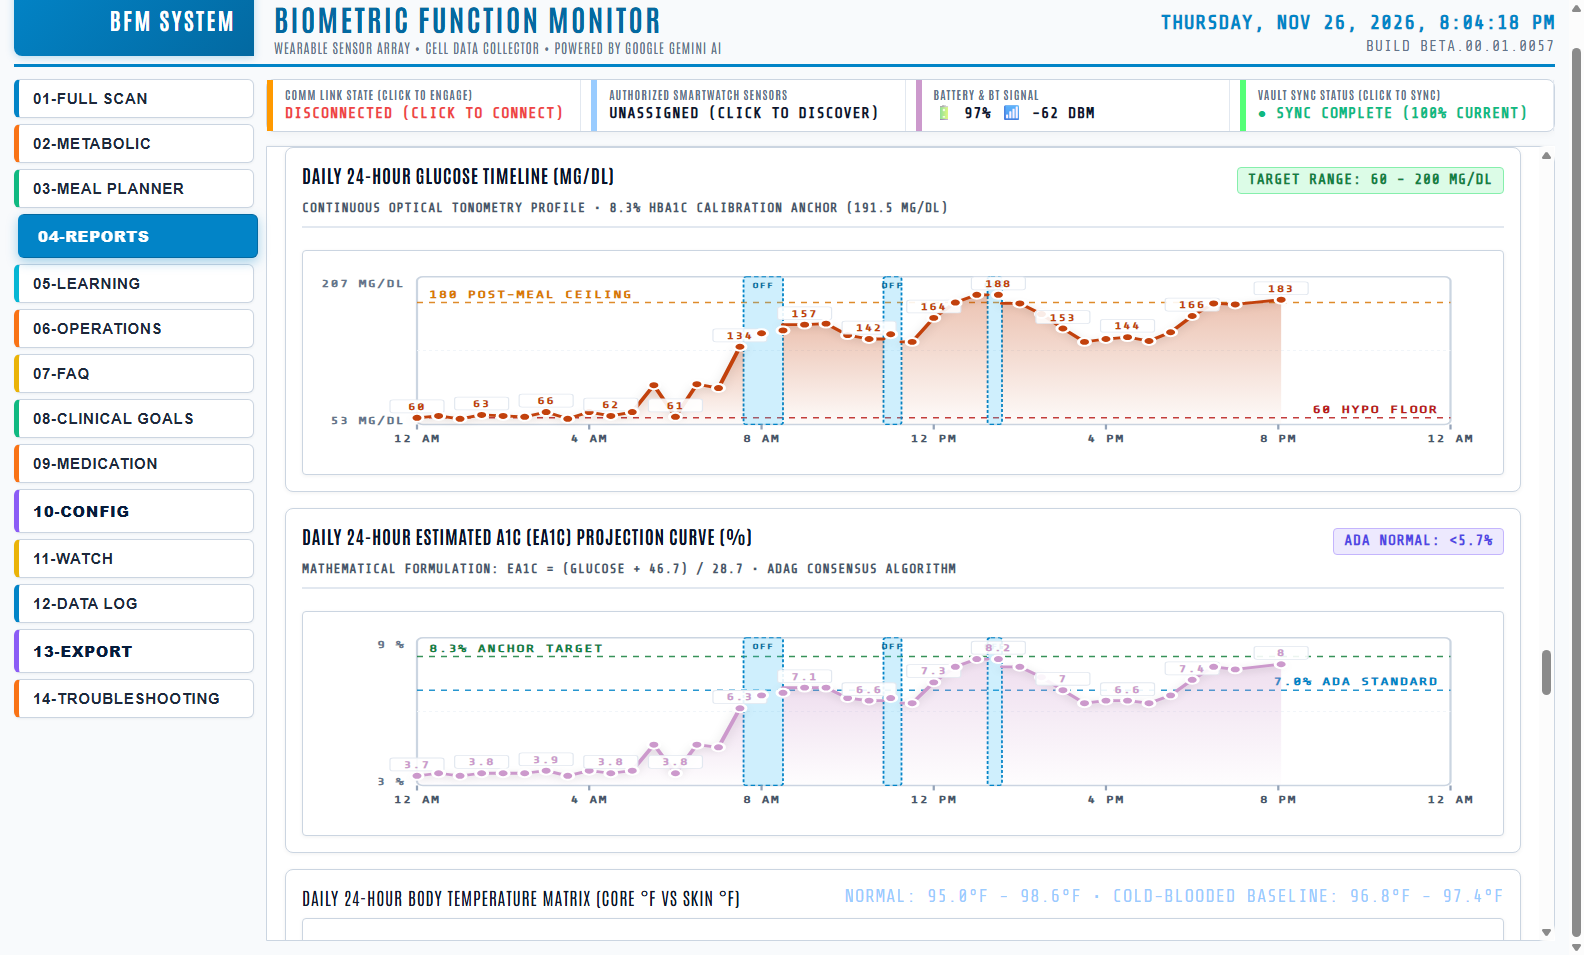 BFM SYSTEM
BIOMETRIC FUNCTION MONITOR
WEARABLE SENSOR ARRAY • CELL DATA COLLECTOR • POWERED BY GOOGLE GEMINI AI
THURSDAY, NOV 26, 2026, 8:04:18 PM
BUILD BETA.00.01.0057
01-FULL SCAN
02-METABOLIC
03-MEAL PLANNER
04-REPORTS
05-LEARNING
06-OPERATIONS
07-FAQ
08-CLINICAL GOALS
09-MEDICATION
10-CONFIG
11-WATCH
12-DATA LOG
13-EXPORT
14-TROUBLESHOOTING
COMM LINK STATE (CLICK TO ENGAGE)
DISCONNECTED (CLICK TO CONNECT)
AUTHORIZED SMARTWATCH SENSORS
UNASSIGNED (CLICK TO DISCOVER)
BATTERY & BT SIGNAL
🔋 97% 📶 -62 DBM
VAULT SYNC STATUS (CLICK TO SYNC)
● SYNC COMPLETE (100% CURRENT)
DAILY 24-HOUR GLUCOSE TIMELINE (MG/DL)
TARGET RANGE: 60 - 200 MG/DL
CONTINUOUS OPTICAL TONOMETRY PROFILE · 8.3% HBA1C CALIBRATION ANCHOR (191.5 MG/DL)
207 MG/DL
180 POST-MEAL CEILING
OFF
OFF
188
183
164
166
157
153
144
142
134
60
63
66
62
61
60 HYPO FLOOR
53 MG/DL
12 AM
4 AM
8 AM
12 PM
4 PM
8 PM
12 AM
DAILY 24-HOUR ESTIMATED A1C (EA1C) PROJECTION CURVE (%)
ADA NORMAL: <5.7%
MATHEMATICAL FORMULATION: EA1C = (GLUCOSE + 46.7) / 28.7 · ADAG CONSENSUS ALGORITHM
9 %
8.3% ANCHOR TARGET
OFF
OFF
8.2
8
7.3
7.4
7.1
7
7.0% ADA STANDARD
6.6
6.6
6.3
3.7
3.8
3.9
3.8
3.8
3 %
12 AM
4 AM
8 AM
12 PM
4 PM
8 PM
12 AM
DAILY 24-HOUR BODY TEMPERATURE MATRIX (CORE °F VS SKIN °F)
NORMAL: 95.0°F - 98.6°F · COLD-BLOODED BASELINE: 96.8°F - 97.4°F